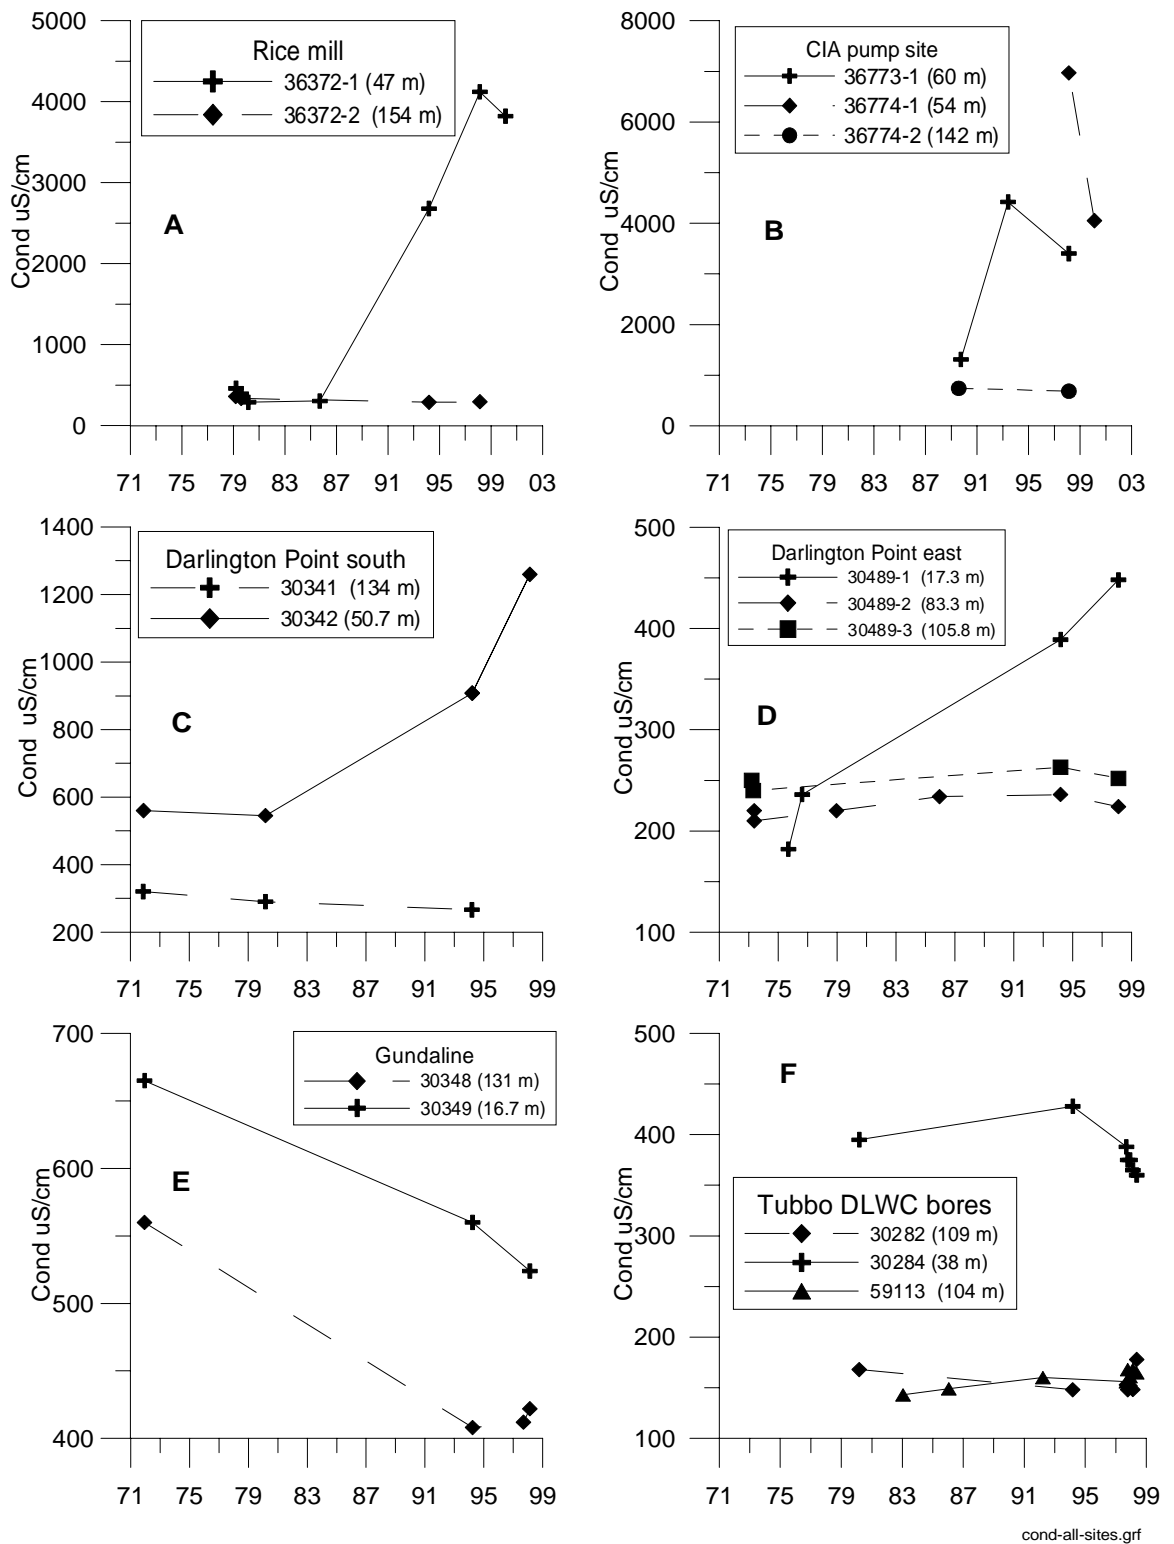 5000
4000
3000
2000
1000
0
Cond uS/cm
Rice mill
36372-1 (47 m)
36372-2 (154 m)
A
71 75 79 83 87 91 95 99 03
8000
6000
4000
2000
0
Cond uS/cm
CIA pump site
36773-1 (60 m)
36774-1 (54 m)
36774-2 (142 m)
B
71 75 79 83 87 91 95 99 03
1400
1200
1000
800
600
400
200
Cond uS/cm
Darlington Point south
30341 (134 m)
30342 (50.7 m)
C
71 75 79 83 87 91 95 99
500
400
300
200
100
Cond uS/cm
Darlington Point east
30489-1 (17.3 m)
30489-2 (83.3 m)
30489-3 (105.8 m)
D
71 75 79 83 87 91 95 99
700
600
500
400
Cond uS/cm
Gundaline
30348 (131 m)
30349 (16.7 m)
E
71 75 79 83 87 91 95 99
500
400
300
200
100
Cond uS/cm
F
Tubbo DLWC bores
30282 (109 m)
30284 (38 m)
59113 (104 m)
71 75 79 83 87 91 95 99
cond-all-sites.grf